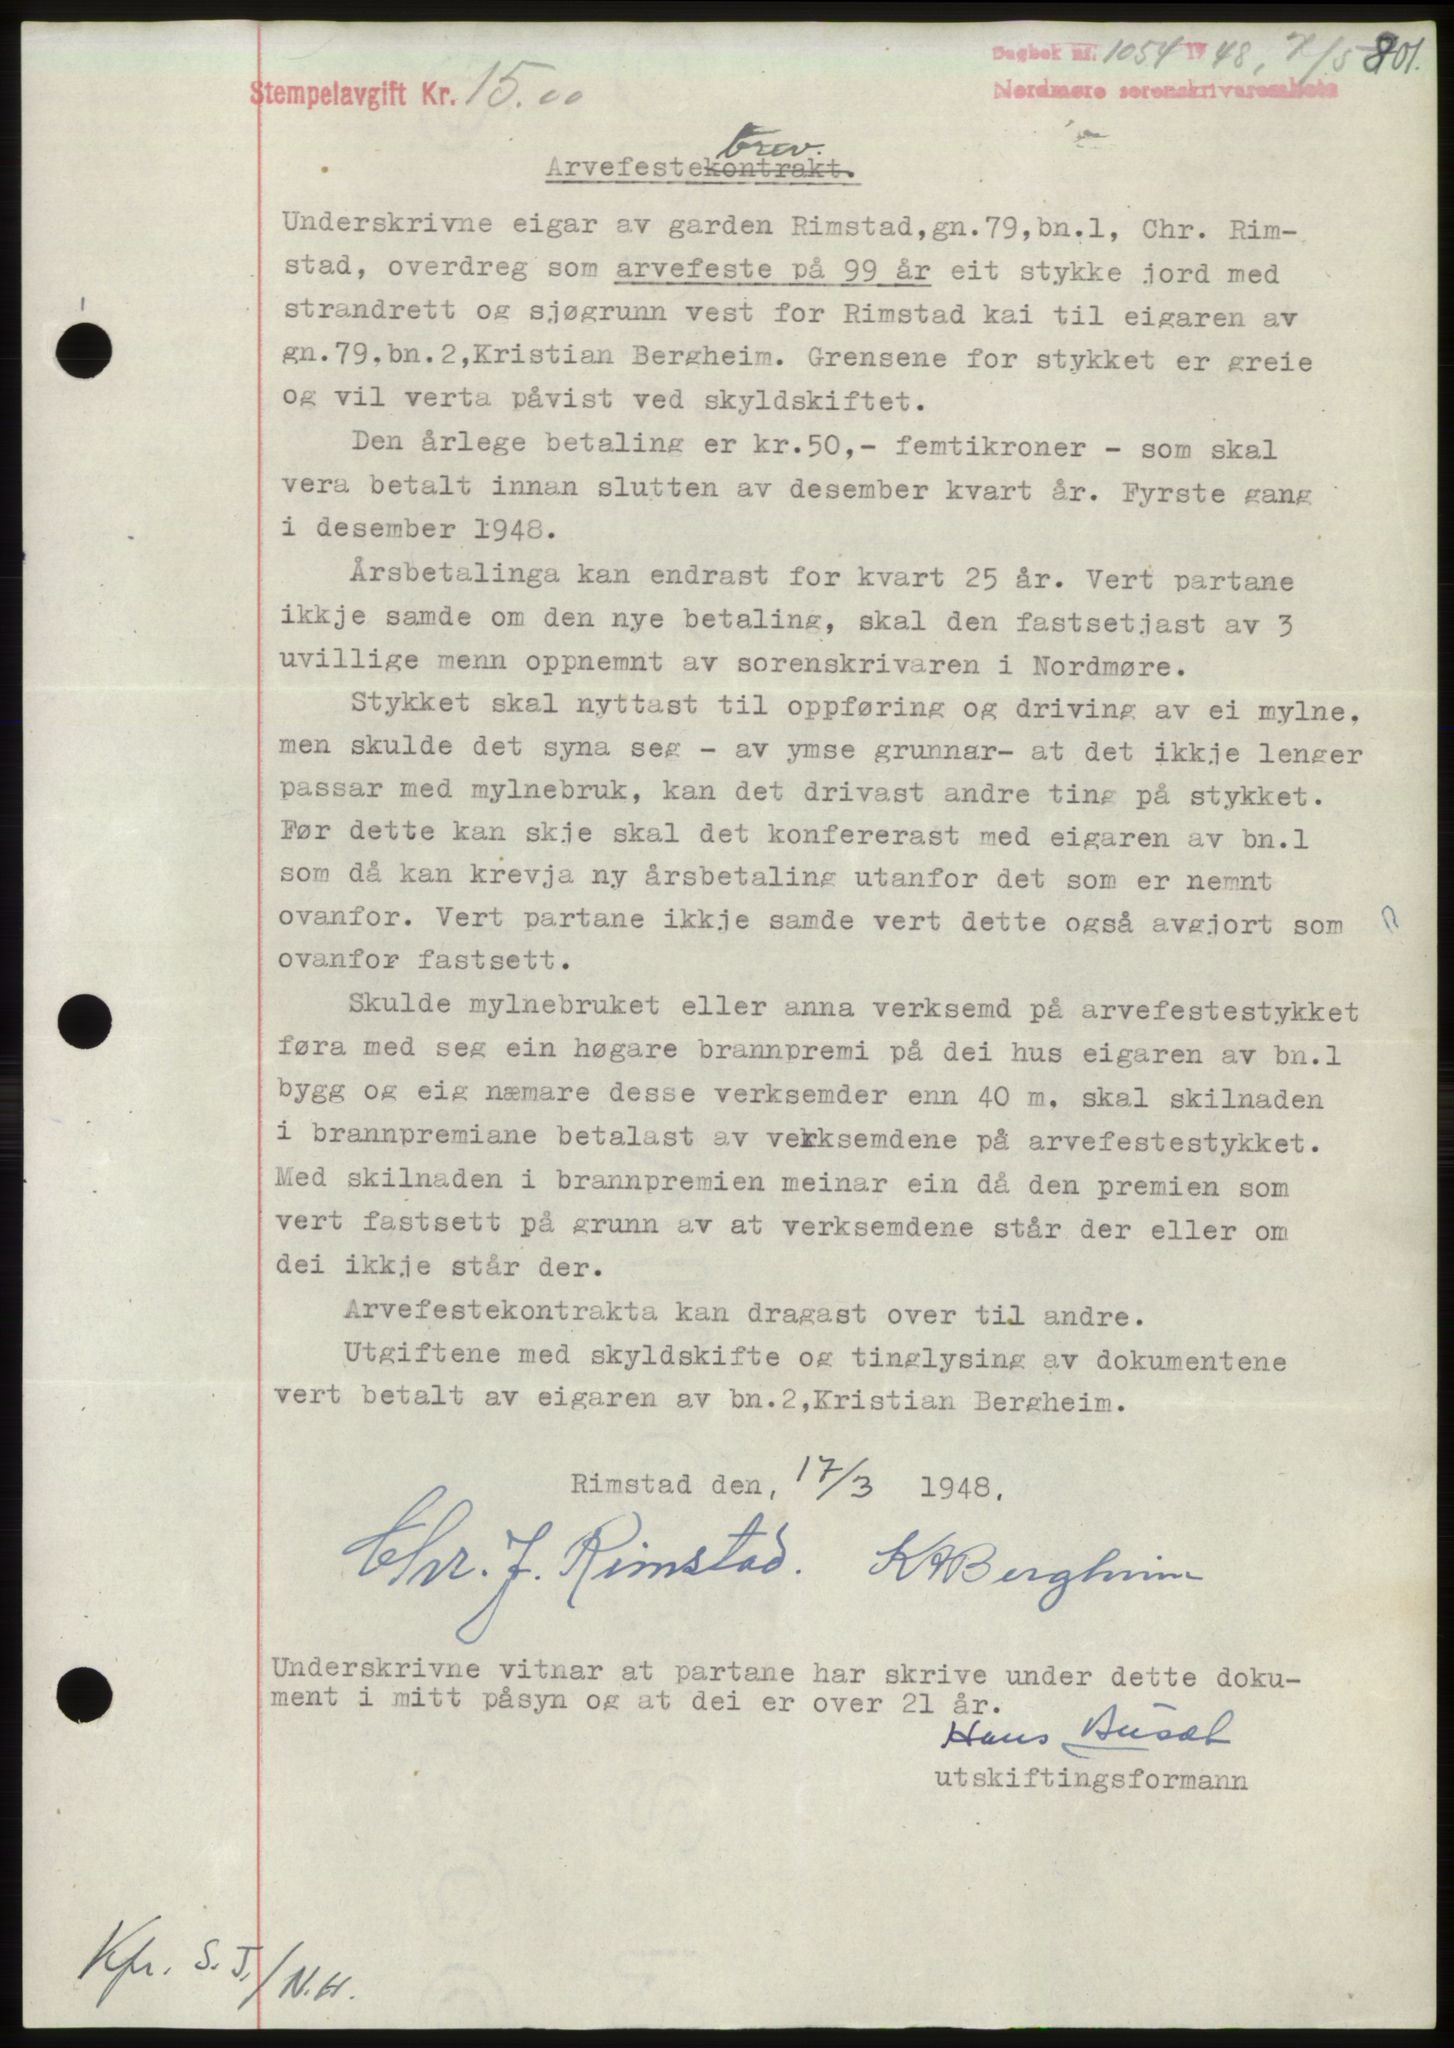 Dagbok nr. 1054 19 48, 7/5 801.
Stempelavgift Kr. 15.00
Nordmøre sorenskrivarembete
brev.
Arvefestekontrakt.
Underskrivne eigar av garden Rimstad,gn.79,bn.1, Chr. Rim-
stad, overdreg som arvefeste på 99 år eit stykke jord med
strandrett og sjøgrunn vest for Rimstad kai til eigaren av
gn.79.bn.2,Kristian Bergheim. Grensene for stykket er greie
og vil verta påvist ved skyldskiftet.
Den årlege betaling er kr.50,- femtikroner - som skal
vera betalt innan slutten av desember kvart år. Fyrste gang
i desember 1948.
Årsbetalinga kan endrast for kvart 25 år. Vert partane
ikkje samde om den nye betaling, skal den fastsetjast av 3
uvillige menn oppnemnt av sorenskrivaren i Nordmøre.
Stykket skal nyttast til oppføring og driving av ei mylne,
men skulde det syna seg - av ymse grunnar- at det ikkje lenger
passar med mylnebruk, kan det drivast andre ting på stykket.
Før dette kan skje skal det konfererast med eigaren av bn.1
som då kan krevja ny årsbetaling utanfor det som er nemnt
ovanfor. Vert partane ikkje samde vert dette også avgjort som
ovanfor fastsett.
Skulde mylnebruket eller anna verksemd på arvefestestykket
føra med seg ein høgare brannpremi på dei hus eigaren av bn.1
bygg og eig næmare desse verksemder enn 40 m. skal skilnaden
i brannpremiane betalast av verksemdene på arvefestestykket.
Med skilnaden i brannpremien meinar ein då den premien som
vert fastsett på grunn av at verksemdene står der eller om
dei ikkje står der.
Arvefestekontrakta kan dragast over til andre.
Utgiftene med skyldskifte og tinglysing av dokumentene
vert betalt av eigaren av bn.2,Kristian Bergheim.
Rimstad den, 17/3 1948.
Chr. J. Rimstad. K A Bergheim
Underskrivne vitnar at partane har skrive under dette doku-
ment i mitt påsyn og at dei er over 21 år.
Hans
utskiftingsformann
Kfr. S. J./N.H.